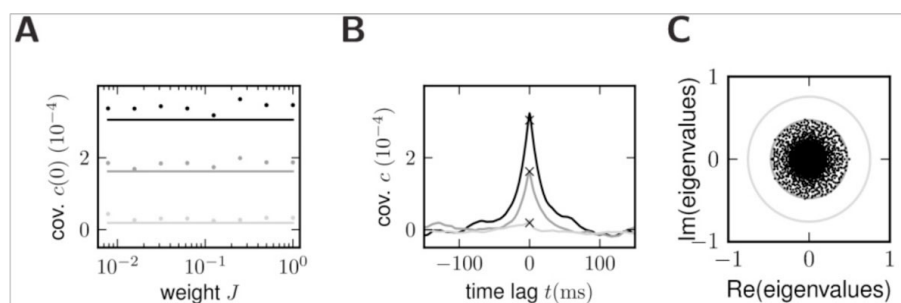 A
B
C
cov. c(0) (10⁻⁴)
2
0
10⁻²
10⁻¹
10⁰
weight J
cov. c (10⁻⁴)
2
0
−100
0
100
time lag t(ms)
Im(eigenvalues)
1
0
−1
−1
0
1
Re(eigenvalues)